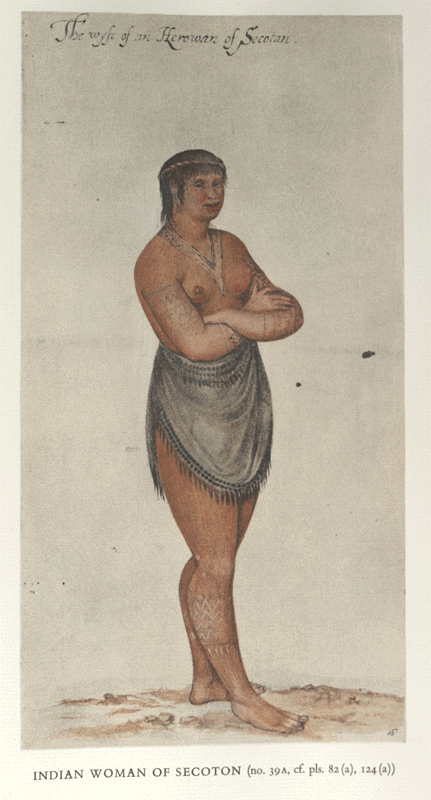 The wyfe of an Herowan of Secotan.
INDIAN WOMAN OF SECOTON (no. 39A, cf. pls. 82 (a), 124 (a))